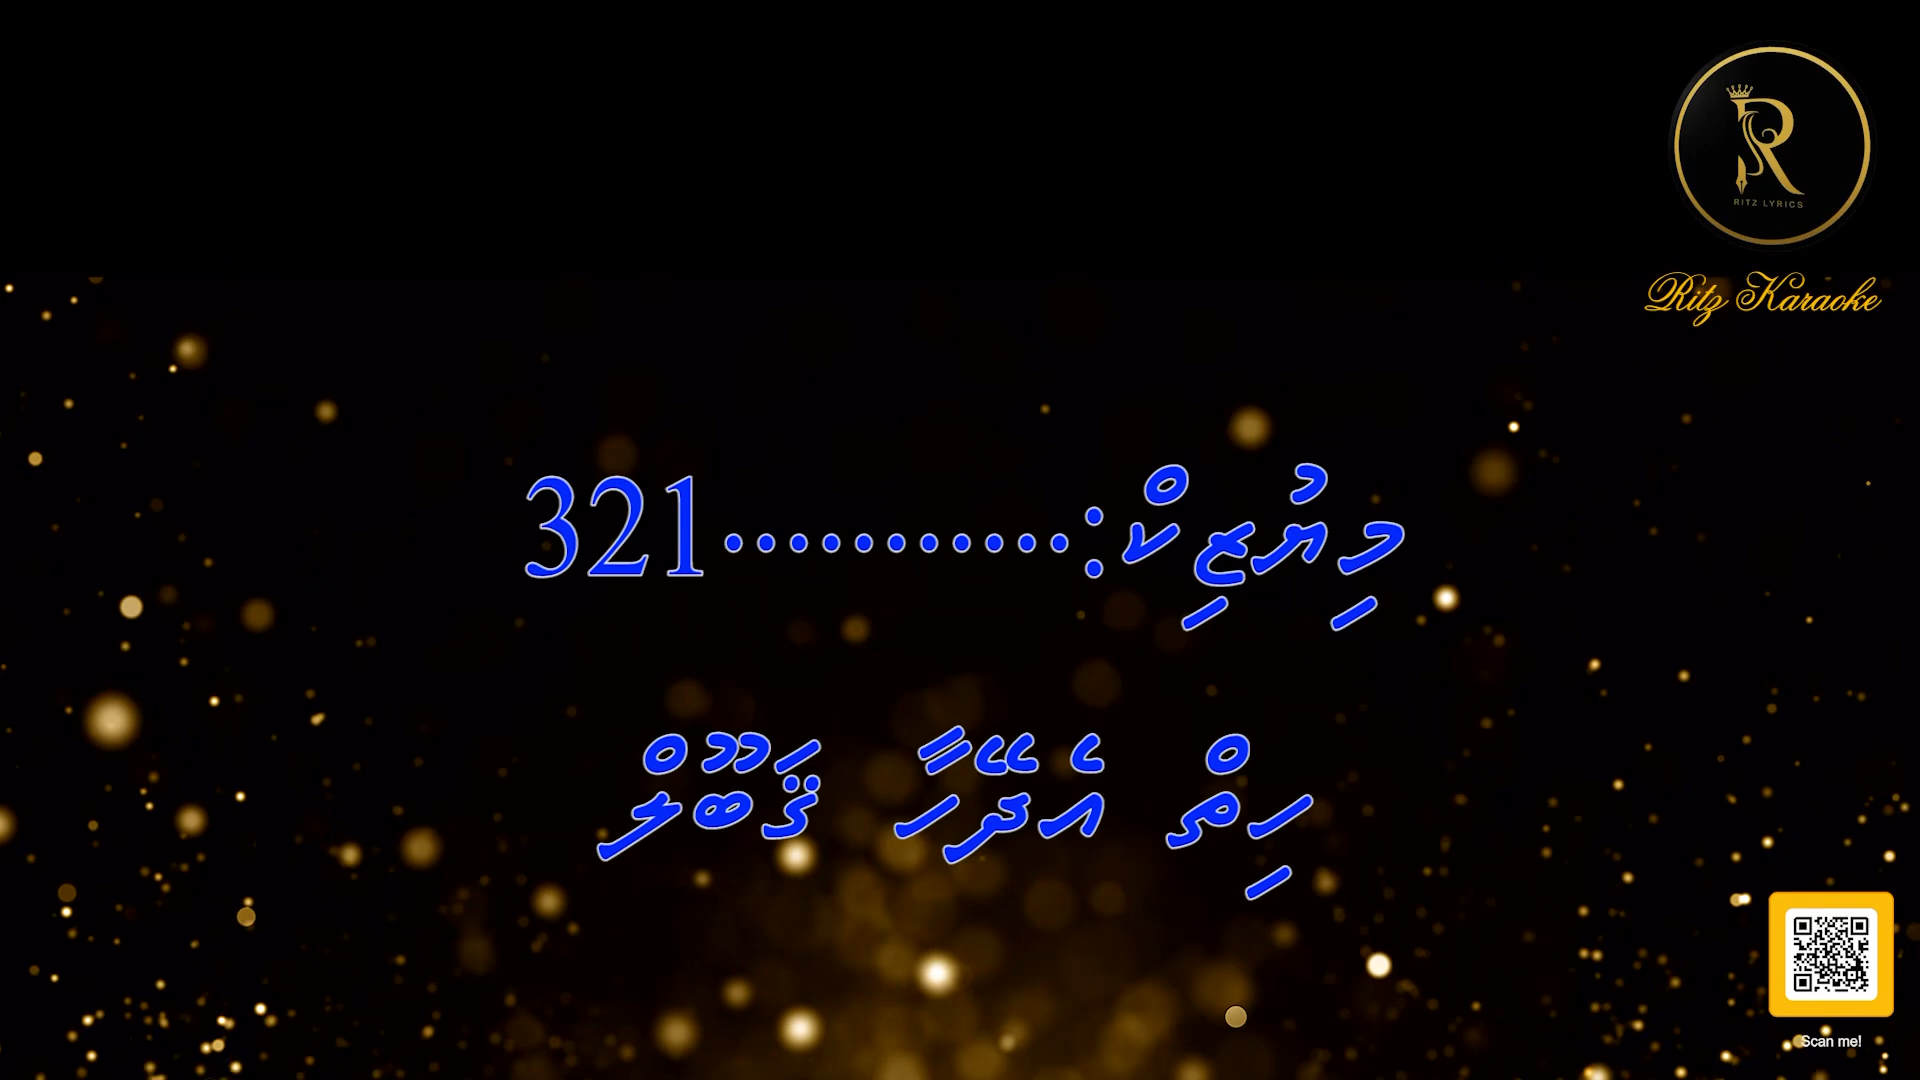 RITZ LYRICS
Ritz Karaoke
މިޔުޒިކް:...........321
ހިތް އެދޭހާ ޤަބޫލް
Scan me!